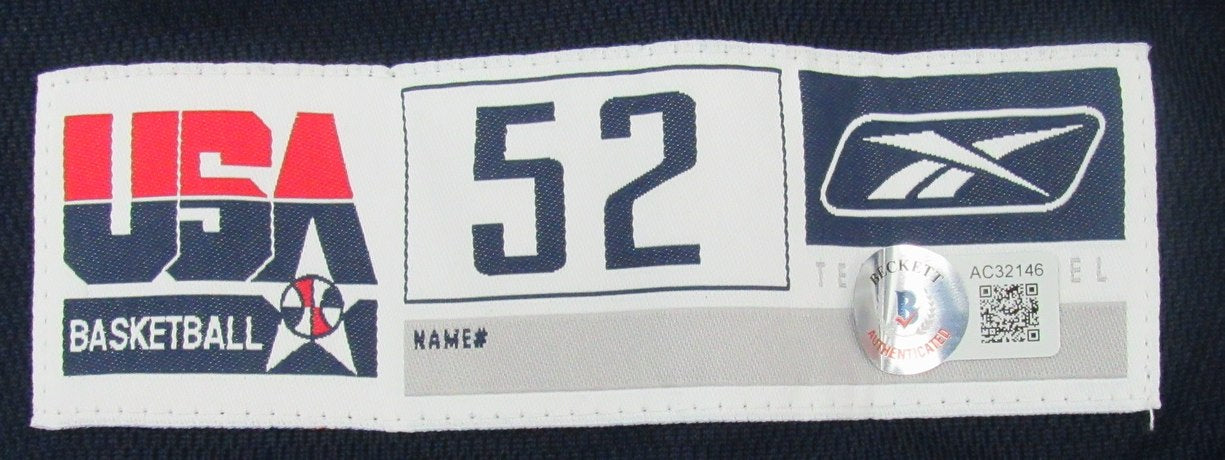 USA
BASKETBALL
52
NAME#
BECKETT
B
AUTHENTICATED
AC32146